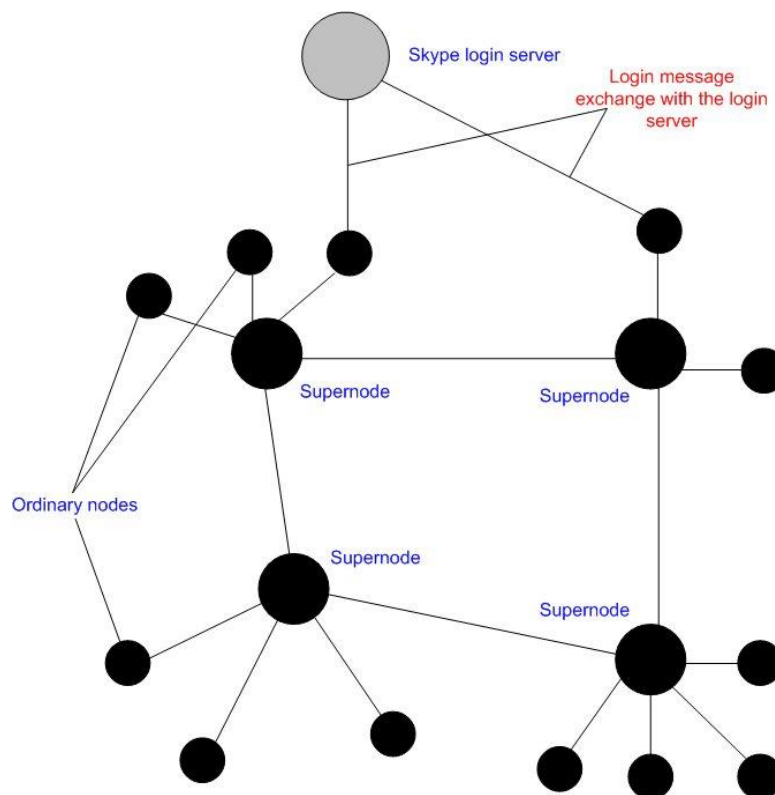 Skype login server
Login message
exchange with the login
server
Supernode
Supernode
Ordinary nodes
Supernode
Supernode